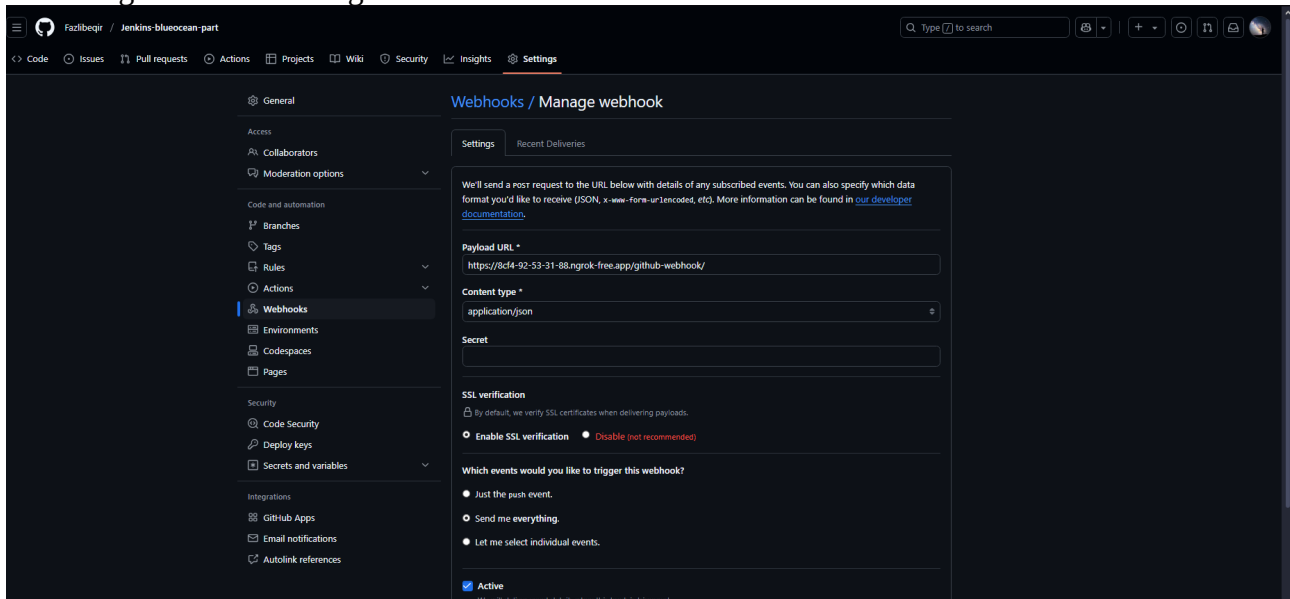 Fazlibeqir / Jenkins-blueocean-part
Type / to search
<> Code Issues Pull requests Actions Projects Wiki Security Insights Settings
General
Access
Collaborators
Moderation options
Code and automation
Branches
Tags
Rules
Actions
Webhooks
Environments
Codespaces
Pages
Security
Code Security
Deploy keys
Secrets and variables
Integrations
GitHub Apps
Email notifications
Autolink references
Webhooks / Manage webhook
Settings Recent Deliveries
We'll send a POST request to the URL below with details of any subscribed events. You can also specify which data
format you'd like to receive (JSON, x-www-form-urlencoded, etc). More information can be found in our developer
documentation.
Payload URL *
https://8cf4-92-53-31-88.ngrok-free.app/github-webhook/
Content type *
application/json
Secret
SSL verification
By default, we verify SSL certificates when delivering payloads.
Enable SSL verification Disable (not recommended)
Which events would you like to trigger this webhook?
Just the push event.
Send me everything.
Let me select individual events.
Active